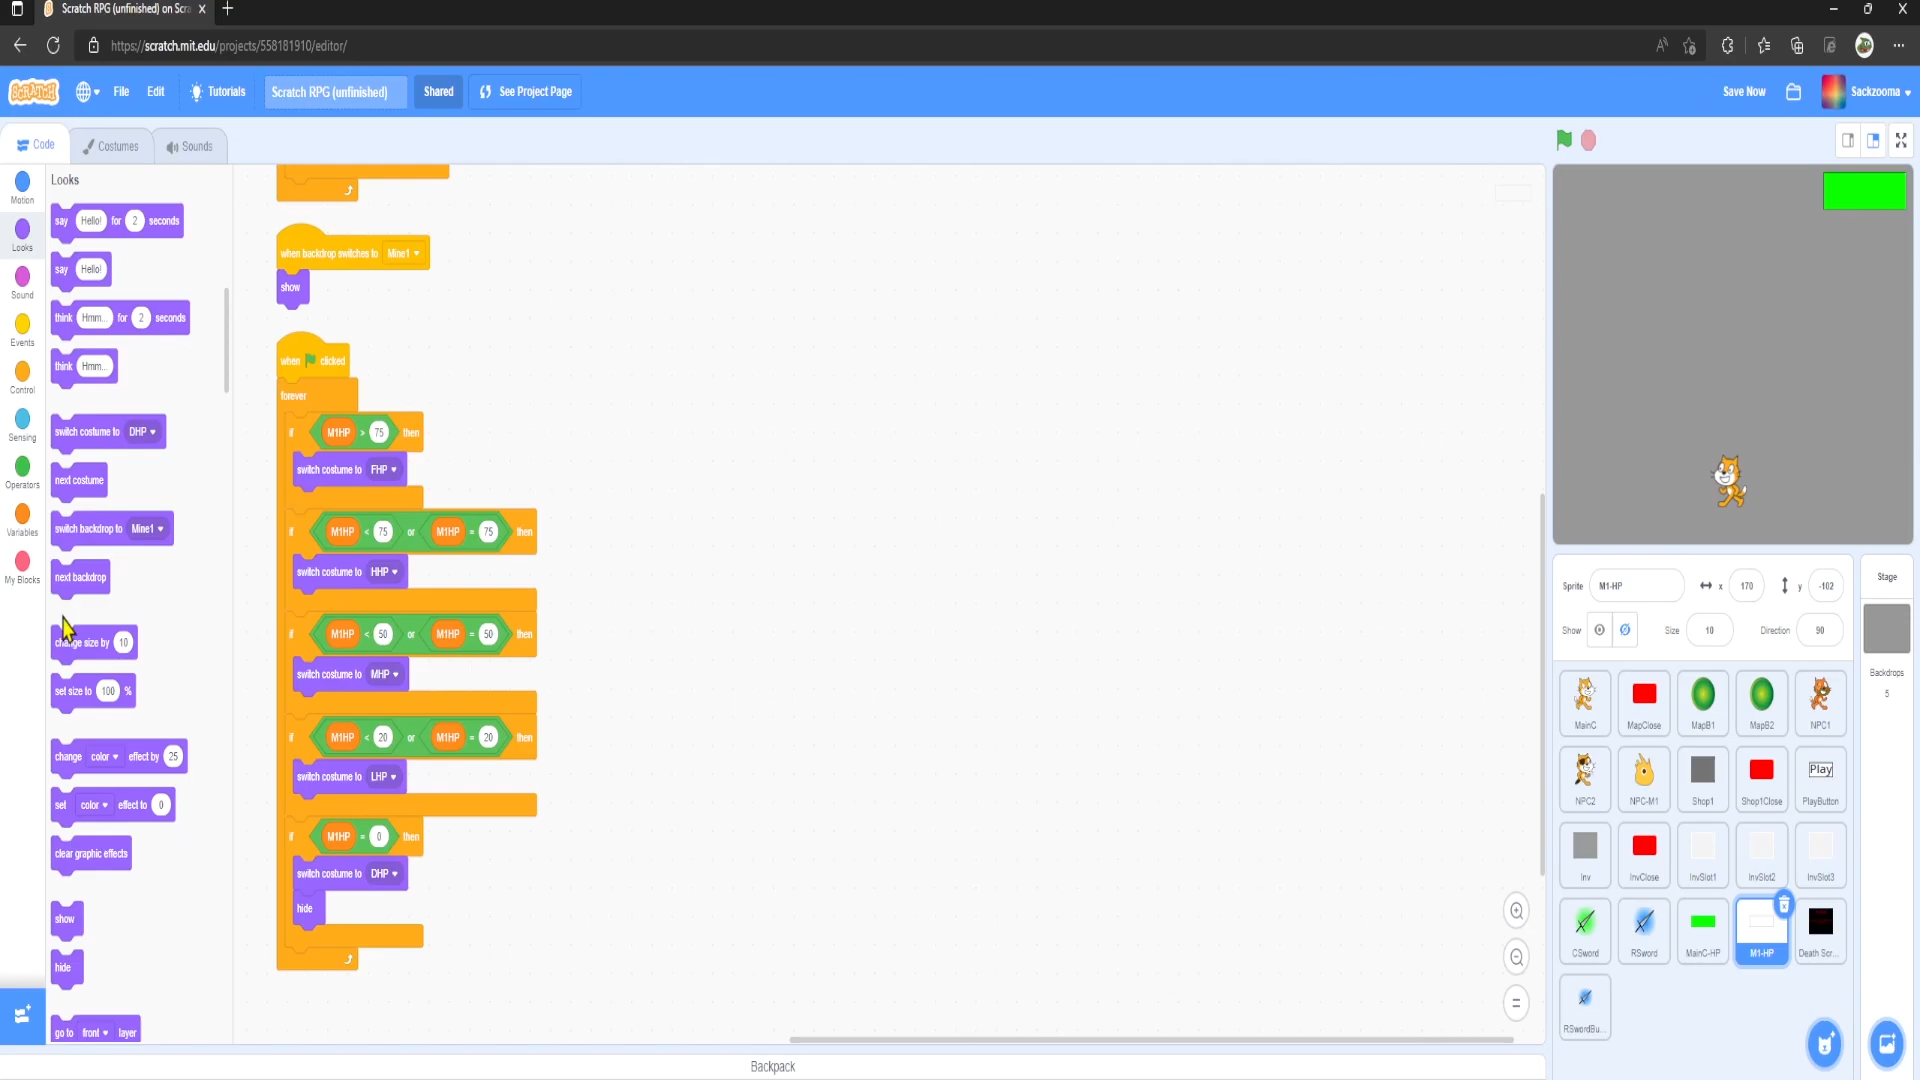 Scratch RPG (unfinished) on Scra
https://scratch.mit.edu/projects/558181910/editor/
SCRATCH File Edit Tutorials Scratch RPG (unfinished) Shared See Project Page Save Now Sackzooma
Code Costumes Sounds
Motion
Looks
Sound
Events
Control
Sensing
Operators
Variables
My Blocks
Looks
say Hello! for 2 seconds
say Hello!
think Hmm... for 2 seconds
think Hmm...
switch costume to DHP
next costume
switch backdrop to Mine1
next backdrop
change size by 10
set size to 100 %
change color effect by 25
set color effect to 0
clear graphic effects
show
hide
go to front layer
when backdrop switches to Mine1
show
when clicked
forever
if M1HP > 75 then
switch costume to FHP
if M1HP < 75 or M1HP = 75 then
switch costume to HHP
if M1HP < 50 or M1HP = 50 then
switch costume to MHP
if M1HP < 20 or M1HP = 20 then
switch costume to LHP
if M1HP = 0 then
switch costume to DHP
hide
Backpack
Sprite M1-HP x 170 y -102
Show Size 10 Direction 90
MainC MapClose MapB1 MapB2 NPC1
NPC2 NPC-M1 Shop1 Shop1Close Play PlayButton
Inv InvClose InvSlot1 InvSlot2 InvSlot3
CSword RSword MainC-HP M1-HP Death Scr...
RSwordBu...
Stage
Backdrops
5